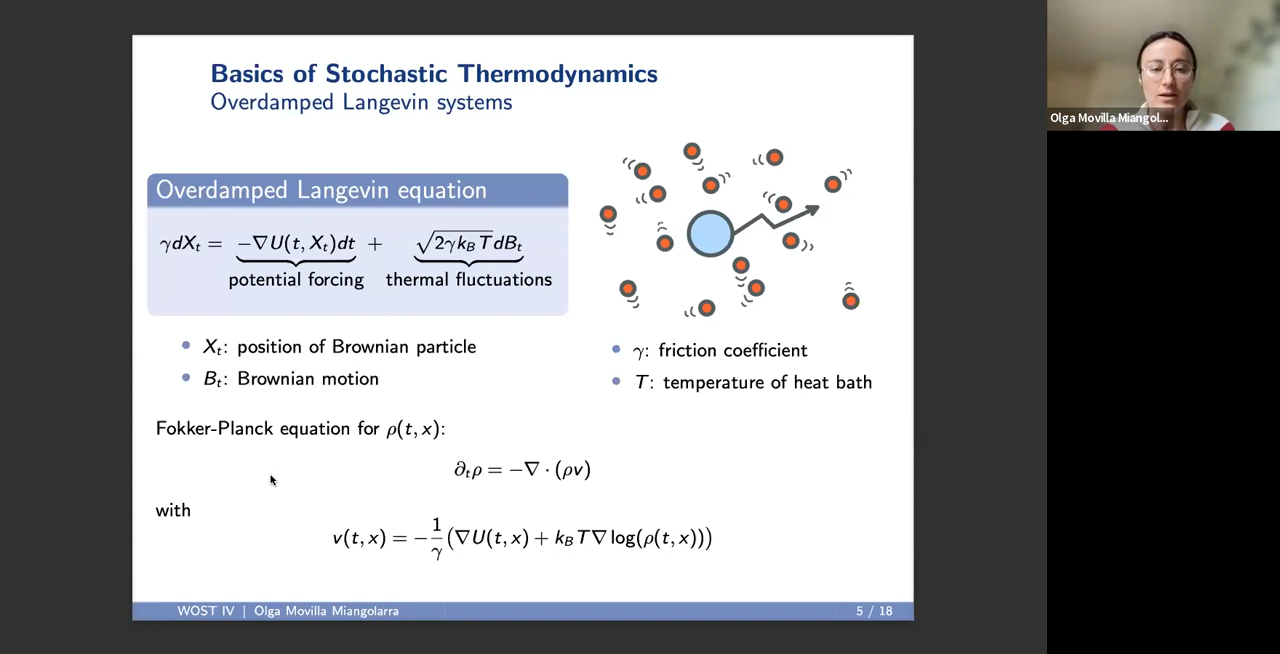 Basics of Stochastic Thermodynamics
Overdamped Langevin systems
Overdamped Langevin equation
γdX_t = −∇U(t, X_t)dt + √(2γk_B T)dB_t
potential forcing thermal fluctuations
• X_t: position of Brownian particle
• B_t: Brownian motion
• γ: friction coefficient
• T: temperature of heat bath
Fokker-Planck equation for ρ(t, x):
∂_tρ = −∇ · (ρv)
with
v(t, x) = −1/γ (∇U(t, x) + k_B T∇ log(ρ(t, x)))
WOST IV | Olga Movilla Miangolarra 5 / 18
Olga Movilla Miangol...